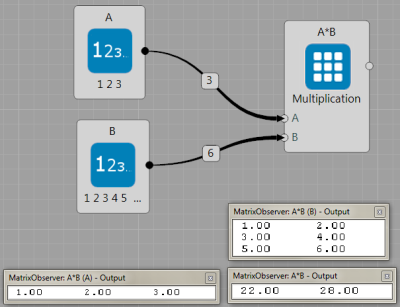 A
123..
1 2 3
3
B
123..
1 2 3 4 5 ...
6
A*B
Multiplication
A
B
MatrixObserver: A*B (B) - Output
1.00 2.00
3.00 4.00
5.00 6.00
MatrixObserver: A*B (A) - Output
1.00 2.00 3.00
MatrixObserver: A*B - Output
22.00 28.00